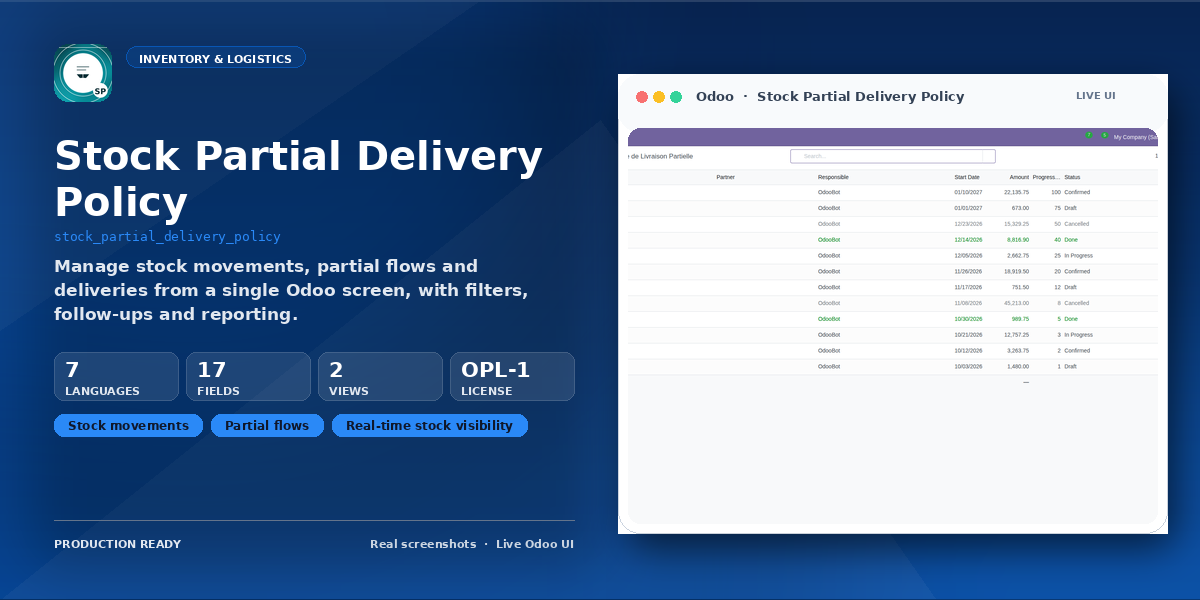 SP
INVENTORY & LOGISTICS
Stock Partial Delivery
Policy
stock_partial_delivery_policy
Manage stock movements, partial flows and
deliveries from a single Odoo screen, with filters,
follow-ups and reporting.
7
LANGUAGES
17
FIELDS
2
VIEWS
OPL-1
LICENSE
Stock movements
Partial flows
Real-time stock visibility
PRODUCTION READY
Real screenshots · Live Odoo UI
Odoo · Stock Partial Delivery Policy
LIVE UI
My Company
de Livraison Partielle
Search...
1
Partner Responsible Start Date Amount Progress... Status
OdooBot 01/10/2027 22,135.75 100 Confirmed
OdooBot 01/01/2027 673.00 75 Draft
OdooBot 12/23/2026 15,329.25 50 Cancelled
OdooBot 12/14/2026 8,816.90 40 Done
OdooBot 12/05/2026 2,662.75 25 In Progress
OdooBot 11/26/2026 18,919.50 20 Confirmed
OdooBot 11/17/2026 751.50 12 Draft
OdooBot 11/08/2026 45,213.00 8 Cancelled
OdooBot 10/30/2026 989.75 5 Done
OdooBot 10/21/2026 12,757.25 3 In Progress
OdooBot 10/12/2026 3,263.75 2 Confirmed
OdooBot 10/03/2026 1,480.00 1 Draft
—